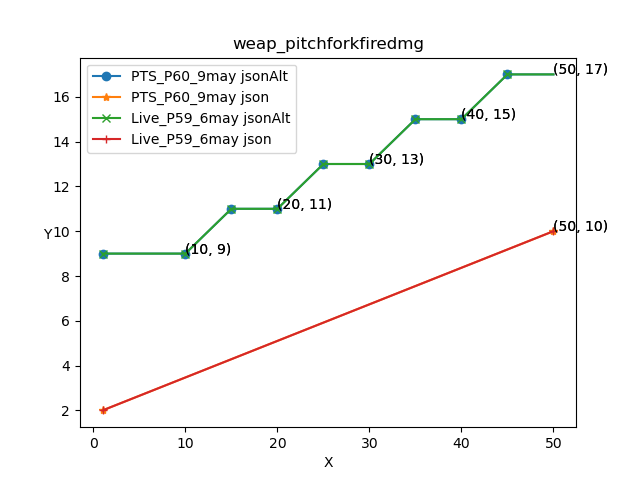 weap_pitchforkfiredmg
PTS_P60_9may jsonAlt
PTS_P60_9may json
Live_P59_6may jsonAlt
Live_P59_6may json
(50, 17)
(40, 15)
(30, 13)
(20, 11)
(10, 9)
(50, 10)
Y
16
14
12
10
8
6
4
2
0
10
20
30
40
50
X